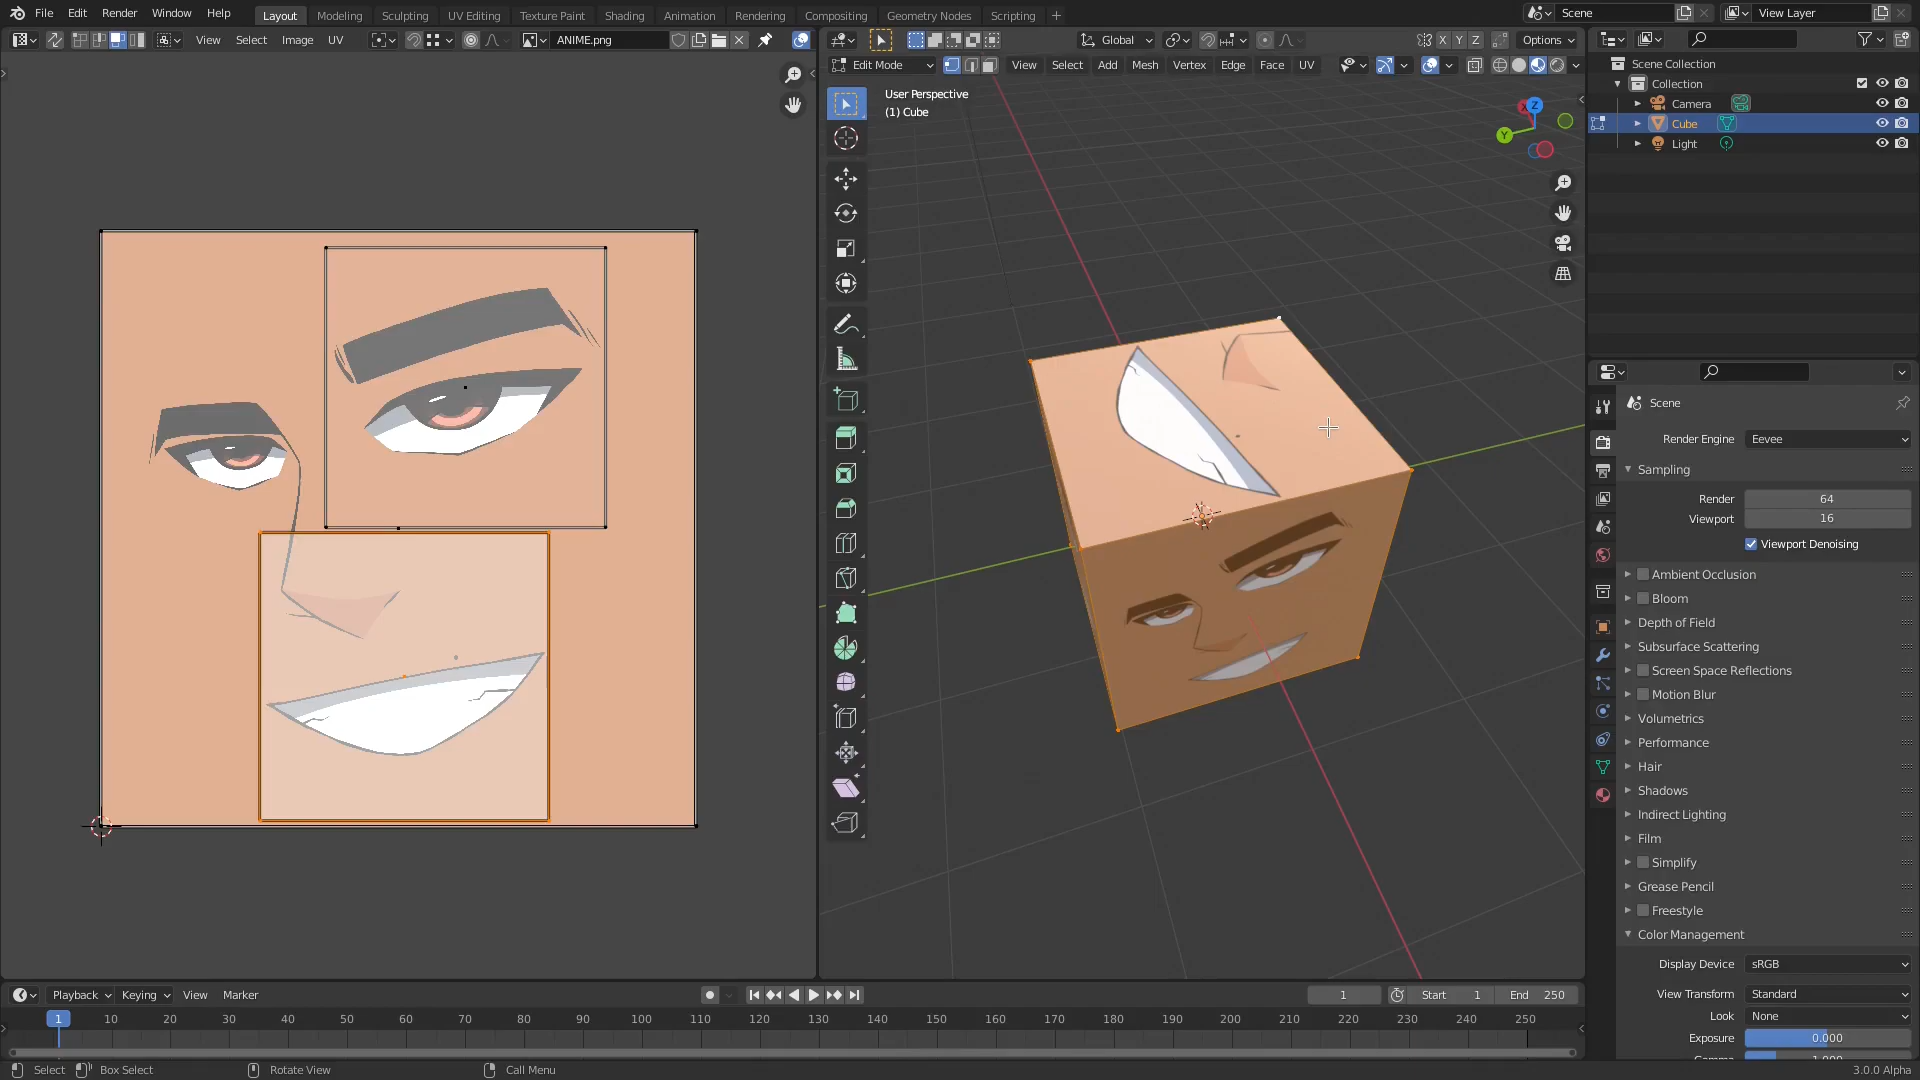 File Edit Render Window Help
Layout Modeling Sculpting UV Editing Texture Paint Shading Animation Rendering Compositing Geometry Nodes Scripting
Scene
View Layer
View Select Image UV
ANIME.png
Global
X Y Z
Options
Edit Mode
View Select Add Mesh Vertex Edge Face UV
User Perspective
(1) Cube
X
Z
Y
Scene Collection
Collection
Camera
Cube
Light
Scene
Render Engine Eevee
Sampling
Render 64
Viewport 16
Viewport Denoising
Ambient Occlusion
Bloom
Depth of Field
Subsurface Scattering
Screen Space Reflections
Motion Blur
Volumetrics
Performance
Hair
Shadows
Indirect Lighting
Film
Simplify
Grease Pencil
Freestyle
Color Management
Display Device sRGB
View Transform Standard
Look None
Exposure 0.000
Playback Keying View Marker
1
Start 1
End 250
1 10 20 30 40 50 60 70 80 90 100 110 120 130 140 150 160 170 180 190 200 210 220 230 240 250
Select Box Select Rotate View Call Menu
3.0.0 Alpha